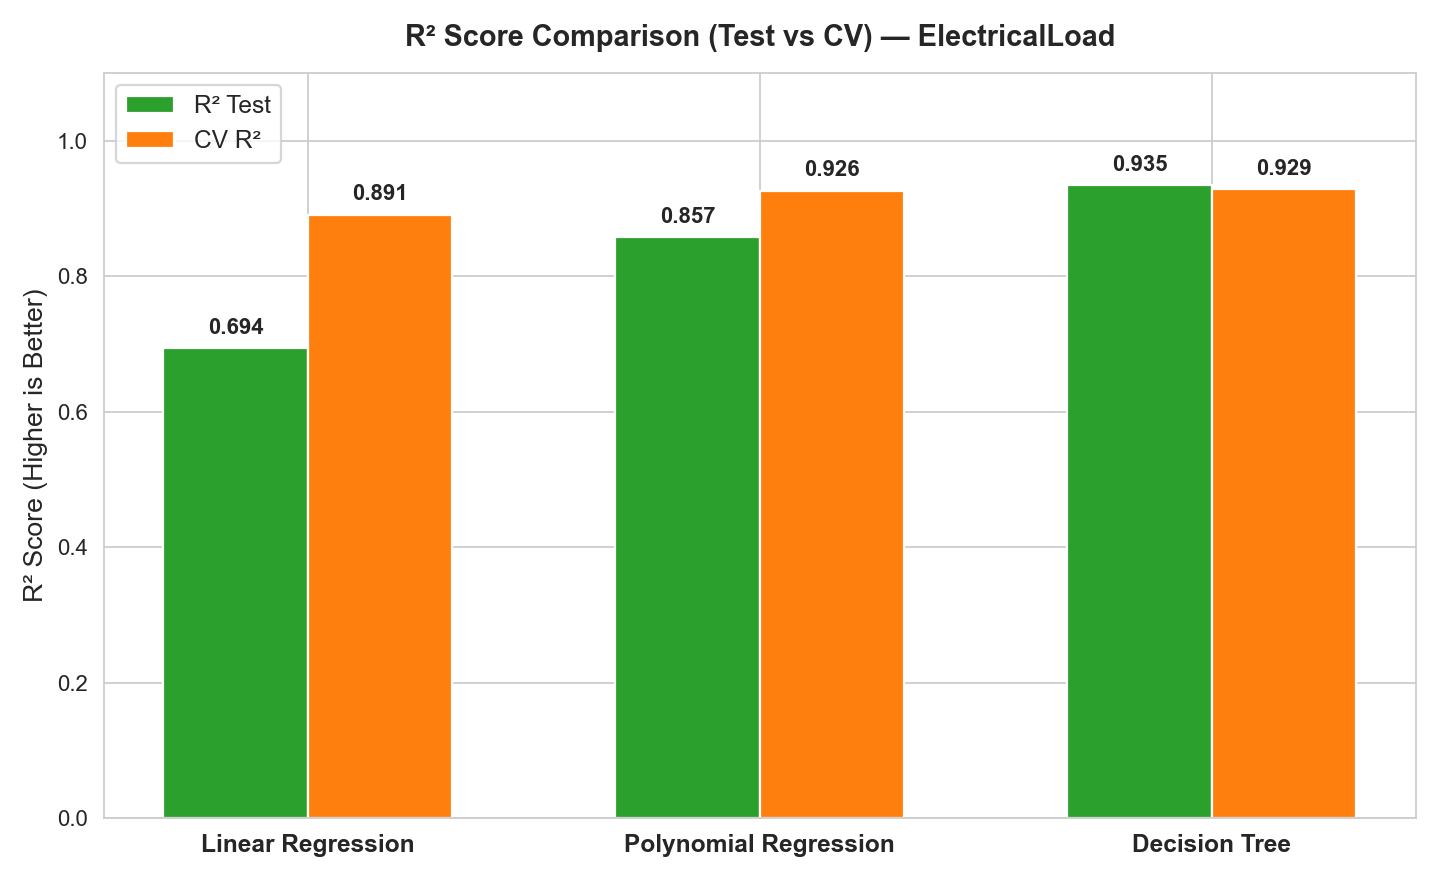 R² Score Comparison (Test vs CV) — ElectricalLoad
R² Test
CV R²
R² Score (Higher is Better)
1.0
0.8
0.6
0.4
0.2
0.0
0.694
0.891
0.857
0.926
0.935
0.929
Linear Regression
Polynomial Regression
Decision Tree